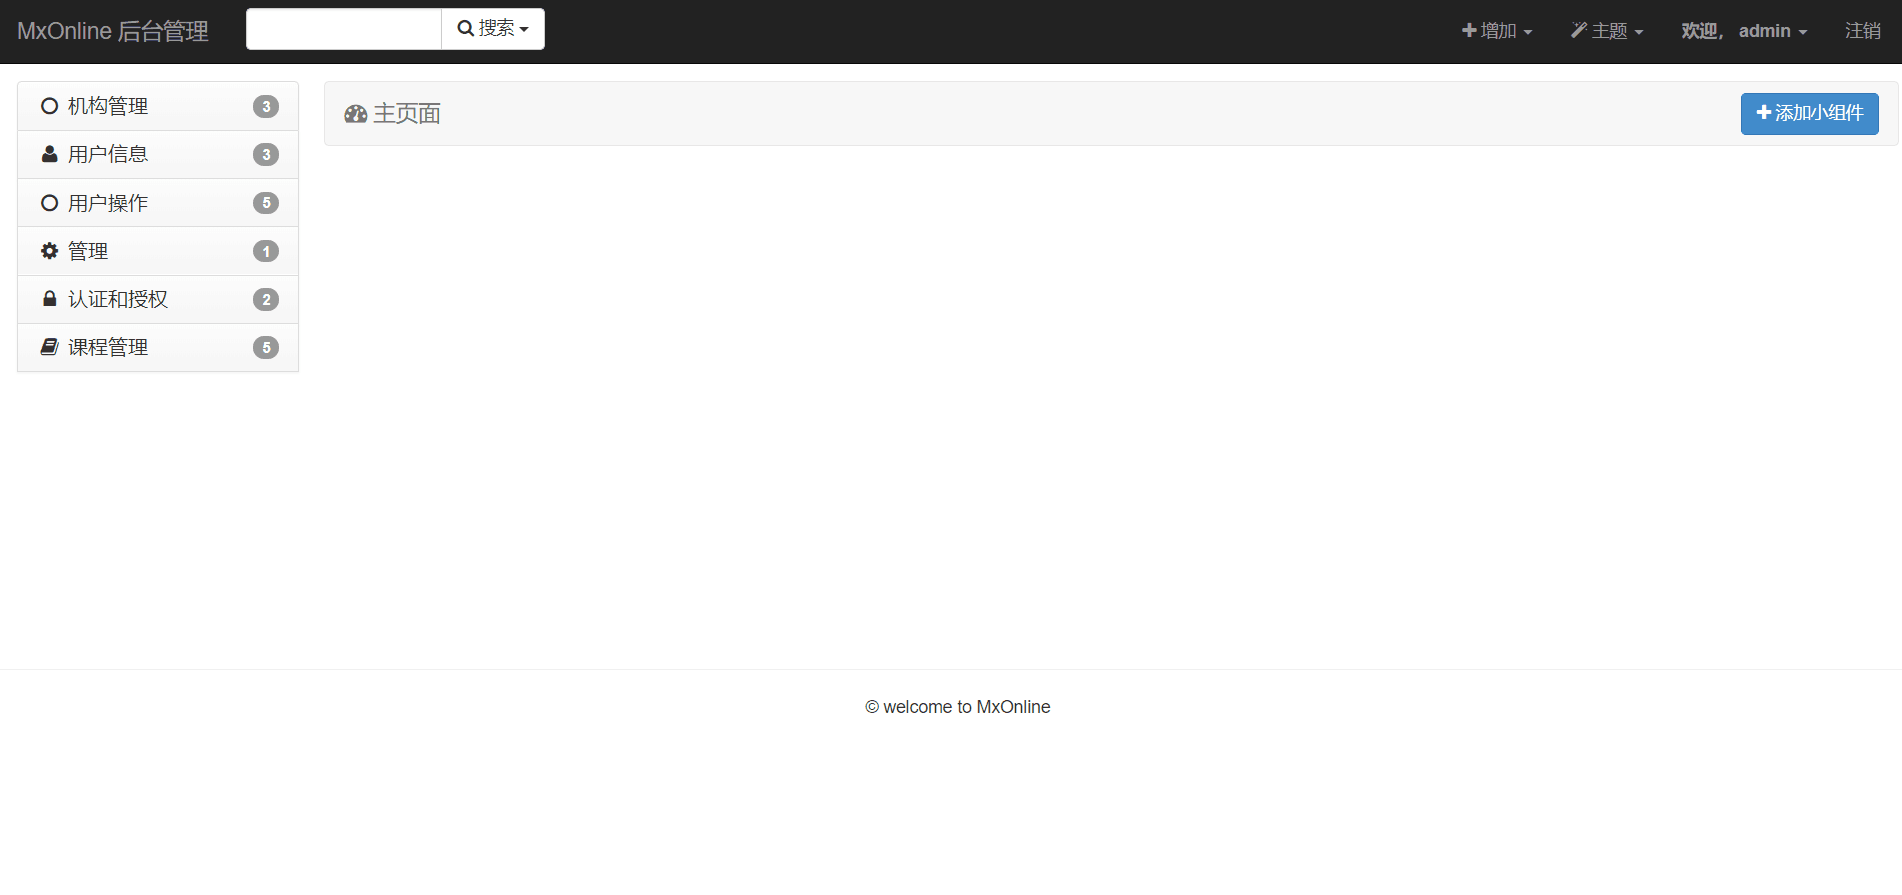 MxOnline 后台管理 搜索 增加 主题 欢迎， admin 注销
机构管理 3
用户信息 3
用户操作 5
管理 1
认证和授权 2
课程管理 5
主页面 添加小组件
© welcome to MxOnline